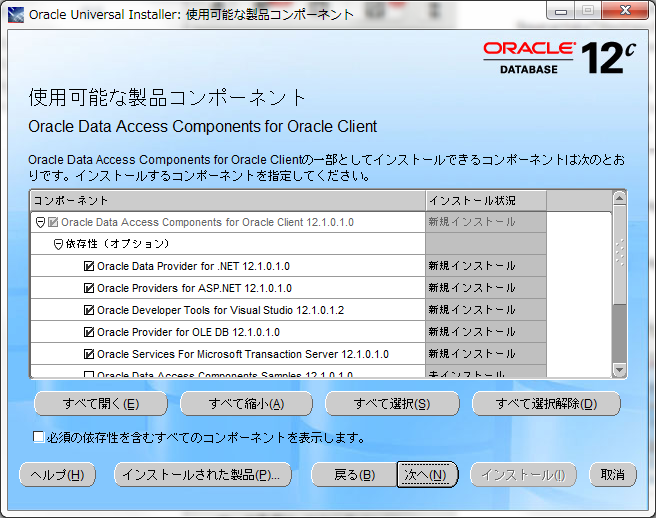 Oracle Universal Installer: 使用可能な製品コンポーネント
ORACLE
DATABASE 12c
使用可能な製品コンポーネント
Oracle Data Access Components for Oracle Client
Oracle Data Access Components for Oracle Clientの一部としてインストールできるコンポーネントは次のとお
りです。インストールするコンポーネントを指定してください。
コンポーネント インストール状況
Oracle Data Access Components for Oracle Client 12.1.0.1.0 新規インストール
依存性（オプション）
Oracle Data Provider for .NET 12.1.0.1.0 新規インストール
Oracle Providers for ASP.NET 12.1.0.1.0 新規インストール
Oracle Developer Tools for Visual Studio 12.1.0.1.2 新規インストール
Oracle Provider for OLE DB 12.1.0.1.0 新規インストール
Oracle Services For Microsoft Transaction Server 12.1.0.1.0 新規インストール
Oracle Data Access Components Samples 12.1.0.1.0 未インストール
すべて開く(E) すべて縮小(A) すべて選択(S) すべて選択解除(D)
必須の依存性を含むすべてのコンポーネントを表示します。
ヘルプ(H) インストールされた製品(P)... 戻る(B) 次へ(N) インストール(I) 取消